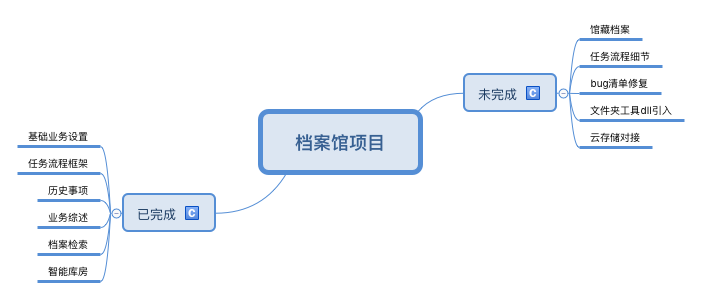 档案馆项目
未完成 C
馆藏档案
任务流程细节
bug清单修复
文件夹工具dll引入
云存储对接
已完成 C
基础业务设置
任务流程框架
历史事项
业务综述
档案检索
智能库房